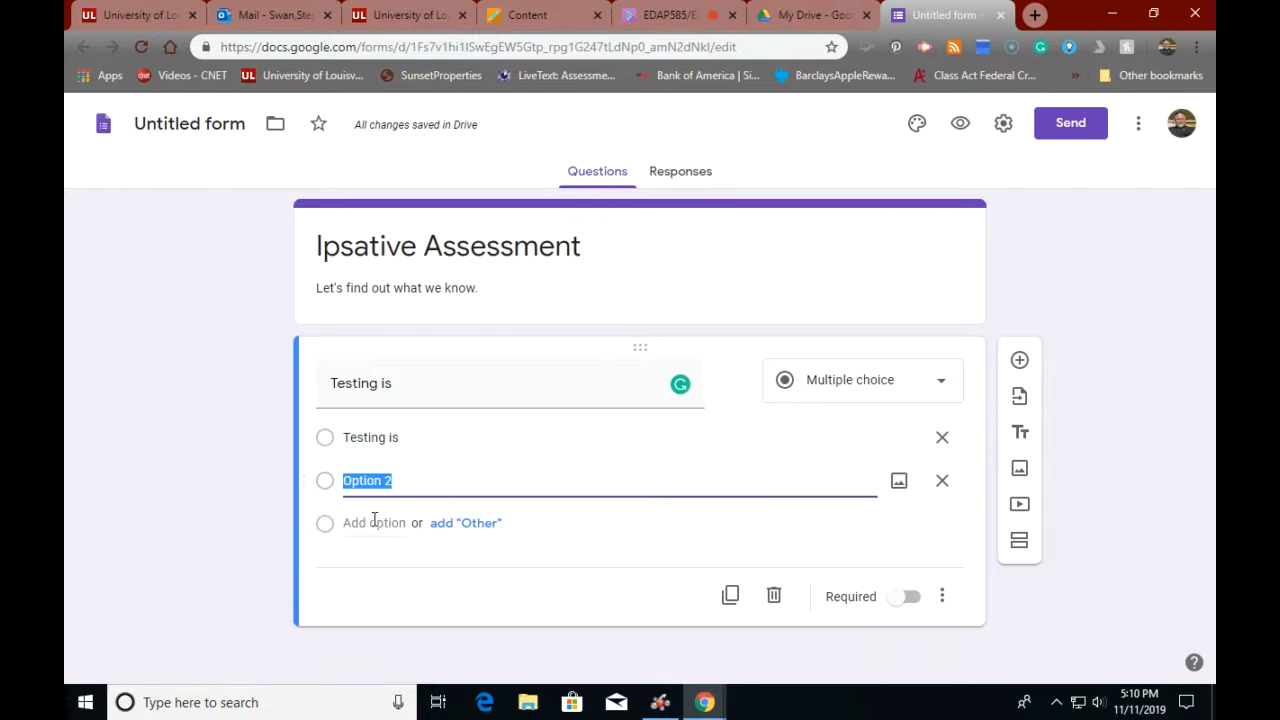 University of Lo
Mail - Swan,Ste
University of Lo
Content
EDAP585/E
My Drive - Goo
Untitled form
https://docs.google.com/forms/d/1Fs7v1hi1ISwEgEW5Gtp_rpg1G247tLdNp0_amN2dNkI/edit
Apps
Videos - CNET
University of Louisv...
SunsetProperties
LiveText: Assessme...
Bank of America | Si...
BarclaysAppleRewa...
Class Act Federal Cr...
»
Other bookmarks
Untitled form
All changes saved in Drive
Send
Questions
Responses
Ipsative Assessment
Let's find out what we know.
Testing is
Multiple choice
Testing is
Option 2
Add option or add "Other"
Required
Type here to search
5:10 PM
11/11/2019